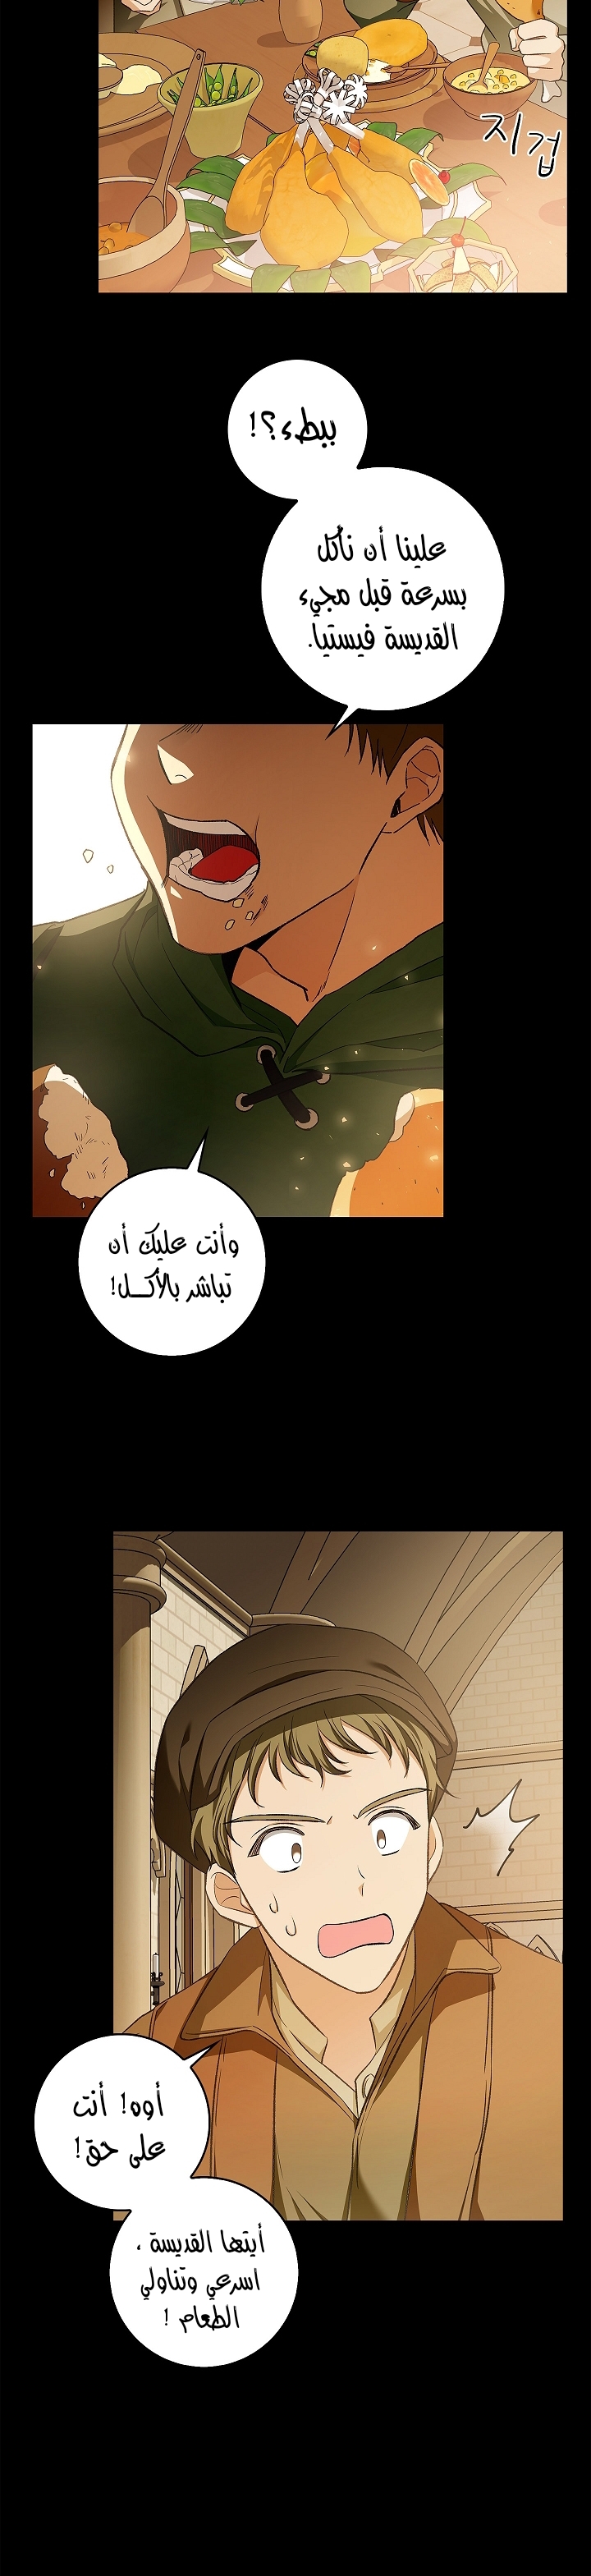 지겁
ببطء؟!
علينا أن نأكل
بسرعة قبل مجيء
القديسة فيستيا.
وأنت عليك أن
تباشر بالأكـل!
أوه! أنت
على حق!
أيتها القديسة ،
اسرعي وتناولي
الطعام !